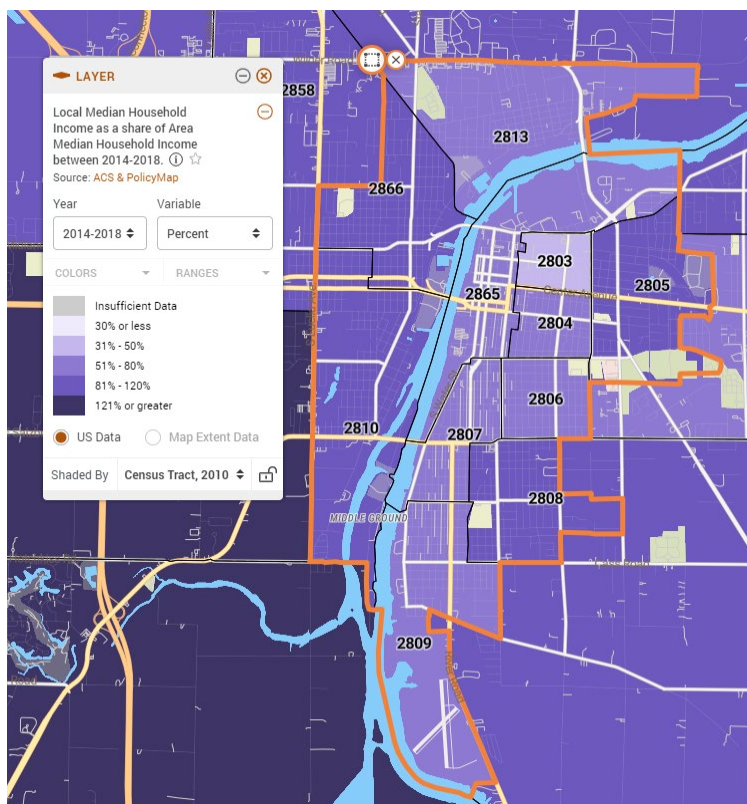 LAYER
Local Median Household
Income as a share of Area
Median Household Income
between 2014-2018.
Source: ACS & PolicyMap
Year Variable
2014-2018 Percent
COLORS RANGES
Insufficient Data
30% or less
31% - 50%
51% - 80%
81% - 120%
121% or greater
US Data Map Extent Data
Shaded By Census Tract, 2010
2858
2813
2866
2803
2805
2865
Center Avenue
2804
2806
2810
2807
2808
MIDDLE GROUND
2809
Road